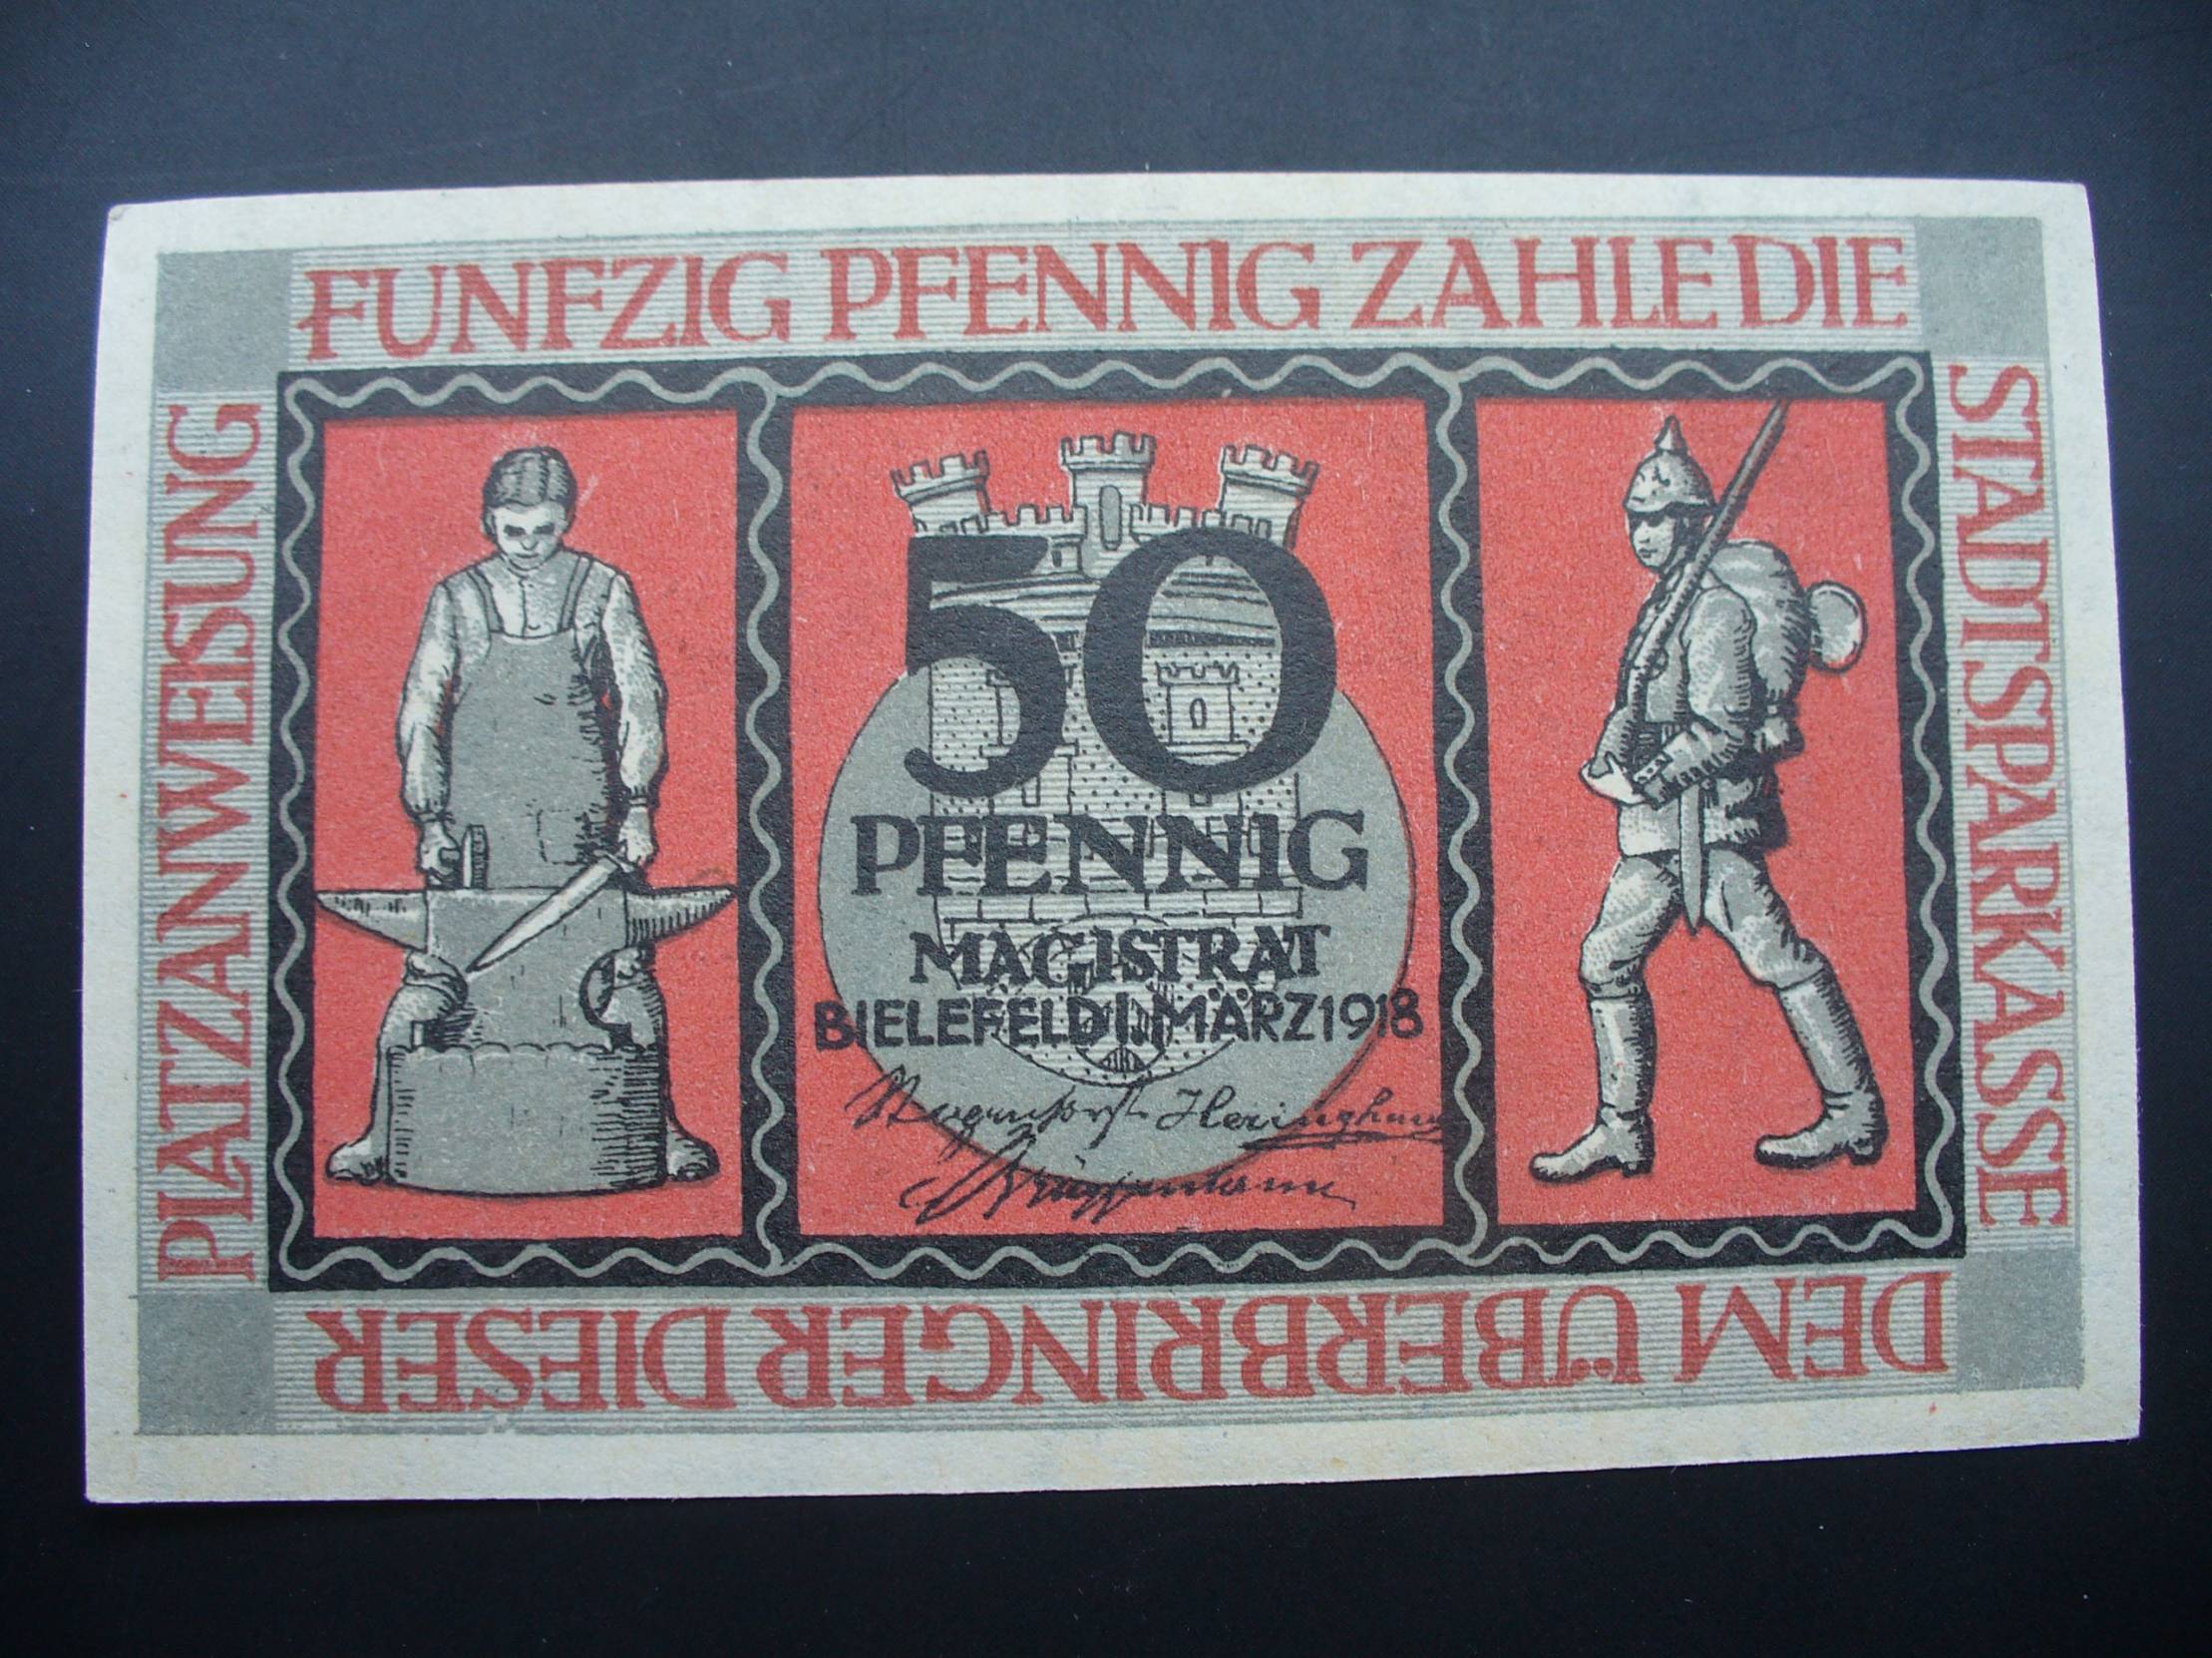 FUNFZIG PFENNIG ZAHLE DIE
STADTSPARKASSE
DEM ÜBERBRINGER DIESER
PLATZANWEISUNG
50
PFENNIG
MAGISTRAT
BIELEFELD 1. MÄRZ 1918